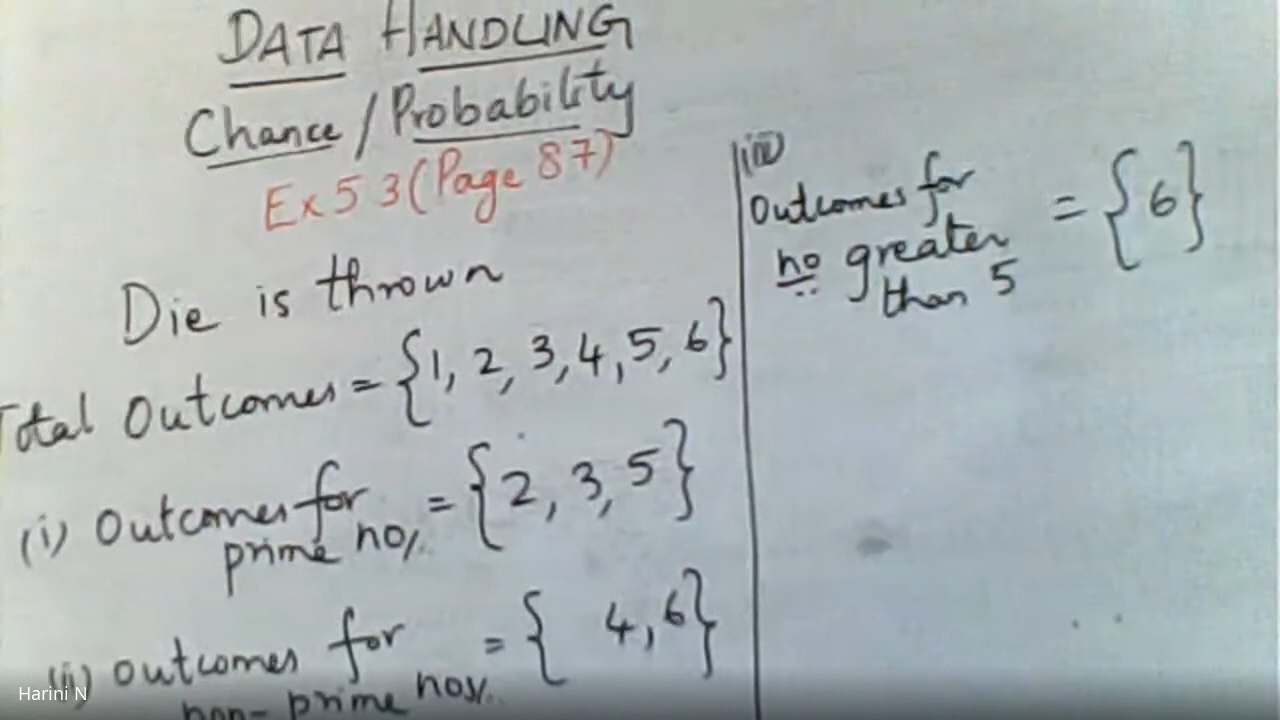 DATA HANDLING
Chance / Probability
Ex 5 3 (Page 87)
Die is thrown
Total Outcomes = {1, 2, 3, 4, 5, 6}
(i) Outcomes for = {2, 3, 5}
prime no/.
(ii) Outcomes for = { 4, 6}
non-prime nos/.
(iii)
Outcomes for = {6}
no greater
than 5
Harini N